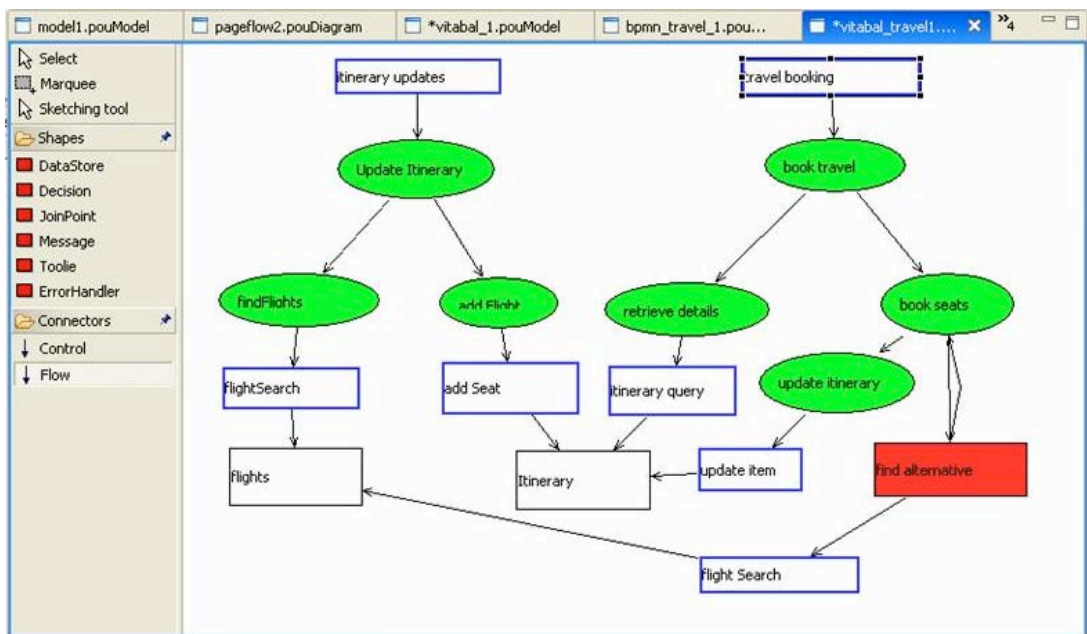 model1.pouModel
pageflow2.pouDiagram
*vitabal_1.pouModel
bpmn_travel_1.pou...
*vitabal_travel1....
»4
Select
Marquee
Sketching tool
Shapes
DataStore
Decision
JoinPoint
Message
Toolie
ErrorHandler
Connectors
Control
Flow
itinerary updates
travel booking
Update Itinerary
book travel
findFlights
add Flight
retrieve details
book seats
flightSearch
add Seat
itinerary query
update itinerary
flights
Itinerary
update item
find alternative
flight Search